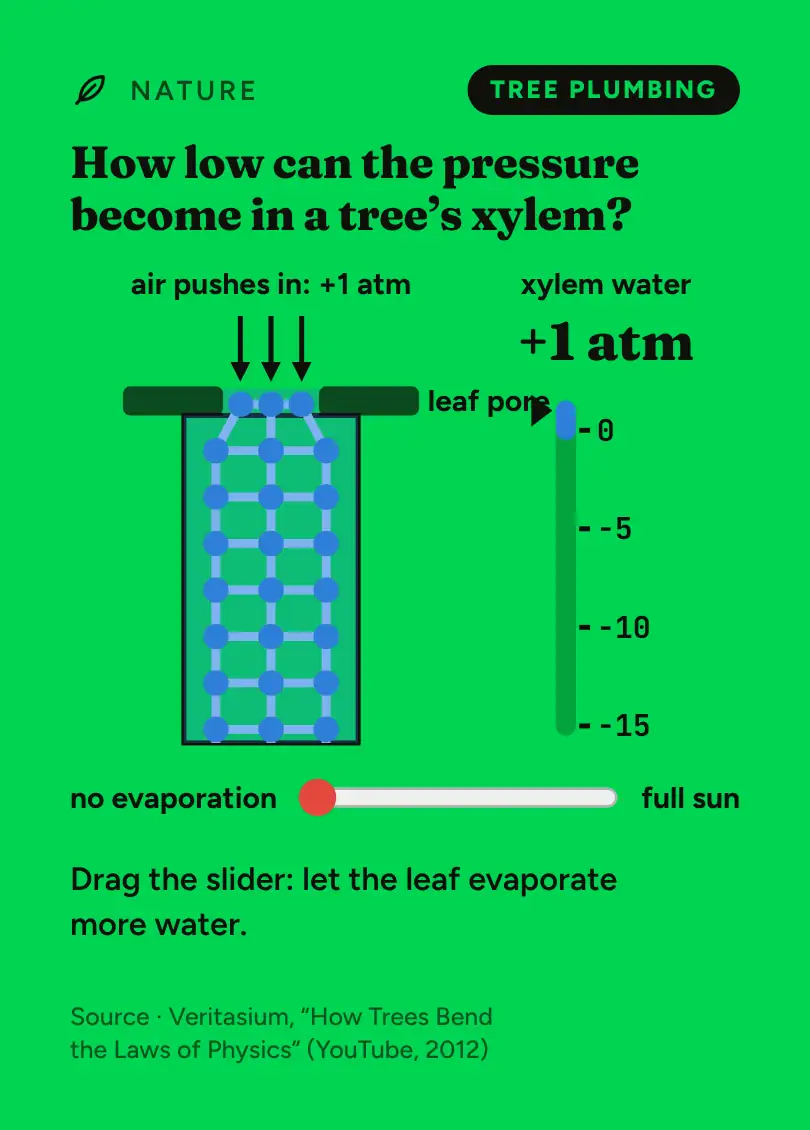 NATURE
TREE PLUMBING
How low can the pressure
become in a tree’s xylem?
air pushes in: +1 atm
xylem water
+1 atm
leaf pore
0
-5
-10
-15
no evaporation
full sun
Drag the slider: let the leaf evaporate
more water.
Source · Veritasium, “How Trees Bend
the Laws of Physics” (YouTube, 2012)